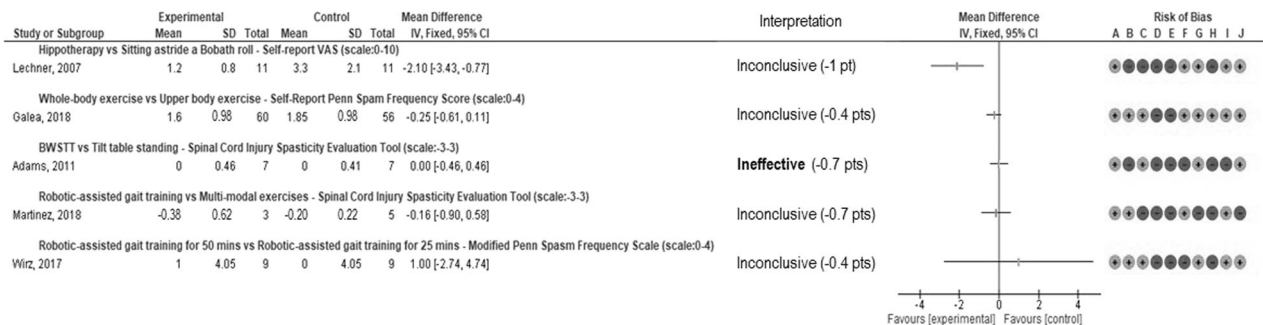 Experimental Control Mean Difference Interpretation Mean Difference Risk of Bias
Study or Subgroup Mean SD Total Mean SD Total IV, Fixed, 95% CI IV, Fixed, 95% CI A B C D E F G H I J
Hippotherapy vs Sitting astride a Bobath roll - Self-report VAS (scale:0-10)
Lechner, 2007 1.2 0.8 11 3.3 2.1 11 -2.10 [-3.43, -0.77] Inconclusive (-1 pt)
Whole-body exercise vs Upper body exercise - Self-Report Penn Spam Frequency Score (scale:0-4)
Galea, 2018 1.6 0.98 60 1.85 0.98 56 -0.25 [-0.61, 0.11] Inconclusive (-0.4 pts)
BWSTT vs Tilt table standing - Spinal Cord Injury Spasticity Evaluation Tool (scale:-3-3)
Adams, 2011 0 0.46 7 0 0.41 7 0.00 [-0.46, 0.46] Ineffective (-0.7 pts)
Robotic-assisted gait training vs Multi-modal exercises - Spinal Cord Injury Spasticity Evaluation Tool (scale:-3-3)
Martinez, 2018 -0.38 0.62 3 -0.20 0.22 5 -0.16 [-0.90, 0.58] Inconclusive (-0.7 pts)
Robotic-assisted gait training for 50 mins vs Robotic-assisted gait training for 25 mins - Modified Penn Spasm Frequency Scale (scale:0-4)
Wirz, 2017 1 4.05 9 0 4.05 9 1.00 [-2.74, 4.74] Inconclusive (-0.4 pts)
-4 -2 0 2 4
Favours [experimental] Favours [control]